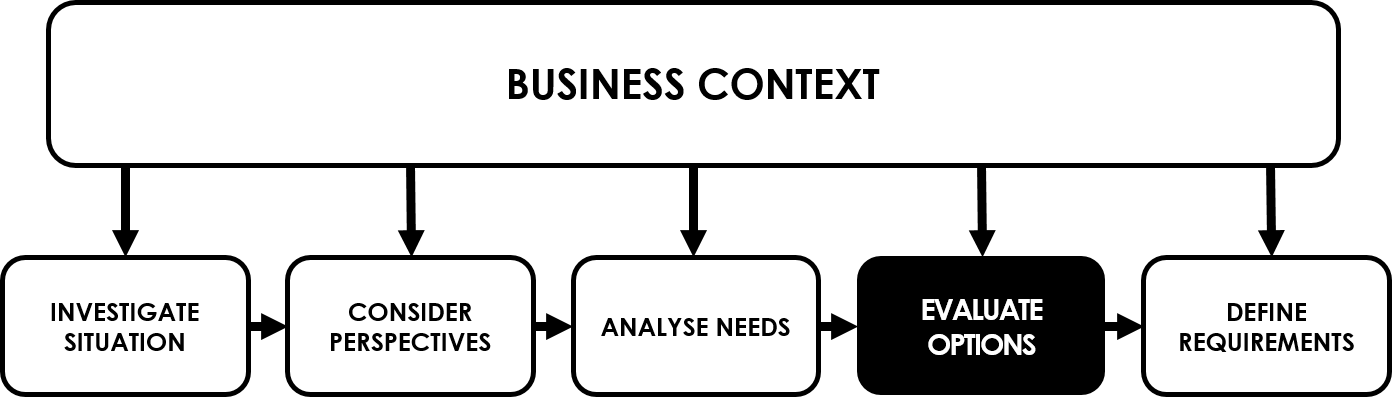 BUSINESS CONTEXT
INVESTIGATE
SITUATION
CONSIDER
PERSPECTIVES
ANALYSE NEEDS
EVALUATE
OPTIONS
DEFINE
REQUIREMENTS